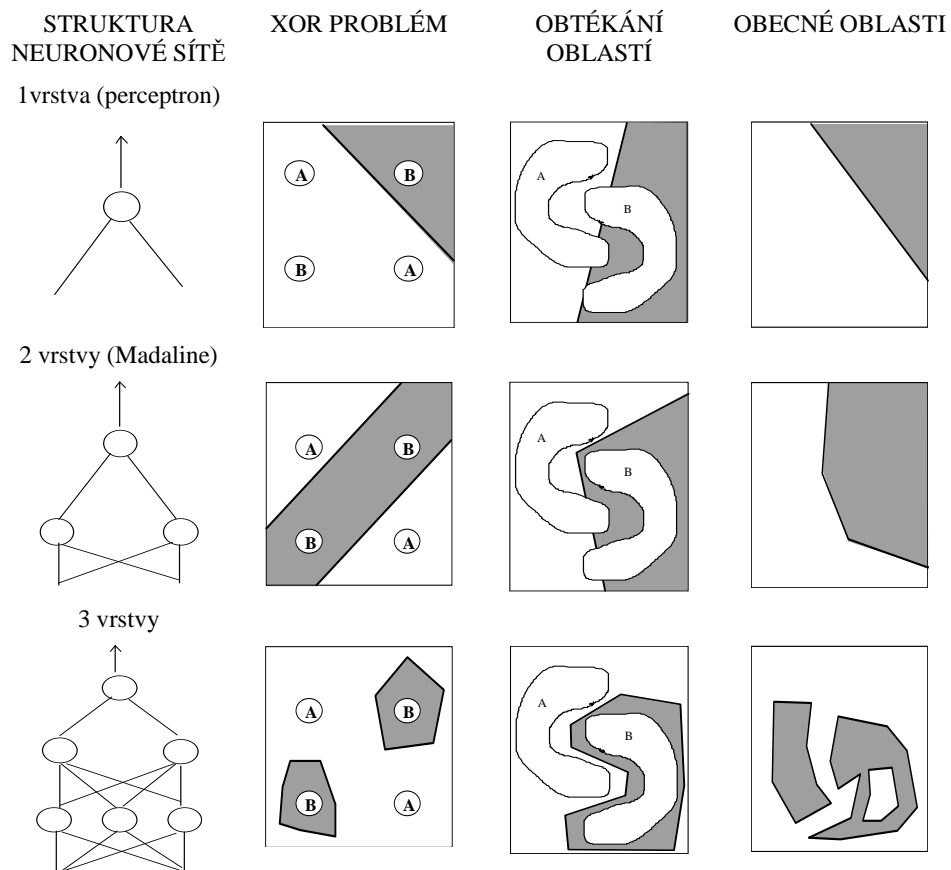 STRUKTURA
NEURONOVÉ SÍTĚ
XOR PROBLÉM
OBTÉKÁNÍ
OBLASTÍ
OBECNÉ OBLASTI
1vrstva (perceptron)
A
B
B
A
A
B
2 vrstvy (Madaline)
A
B
B
A
A
B
3 vrstvy
A
B
B
A
A
B